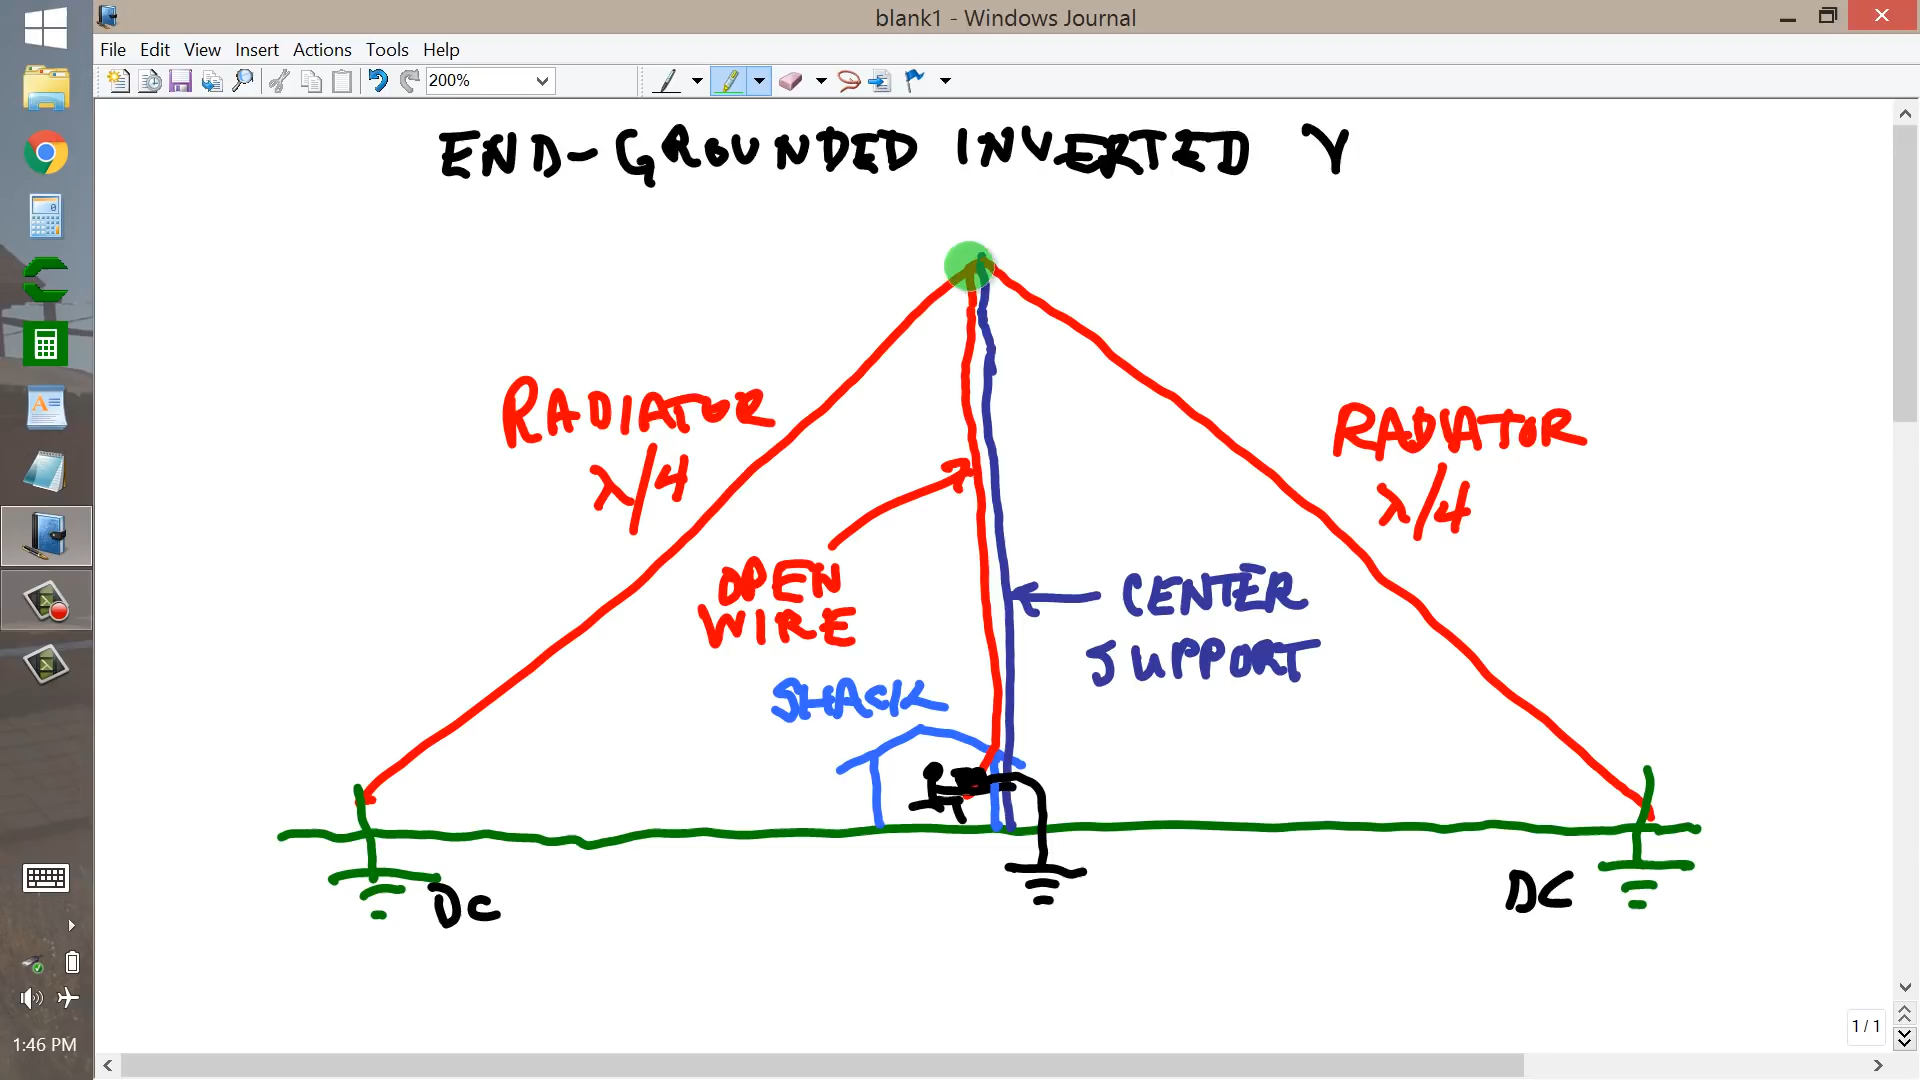 blank1 - Windows Journal
File Edit View Insert Actions Tools Help
200%
END-GROUNDED INVERTED V
RADIATOR
λ/4
RADIATOR
λ/4
OPEN
WIRE
CENTER
SUPPORT
SHACK
DC
DC
1 / 1
1:46 PM